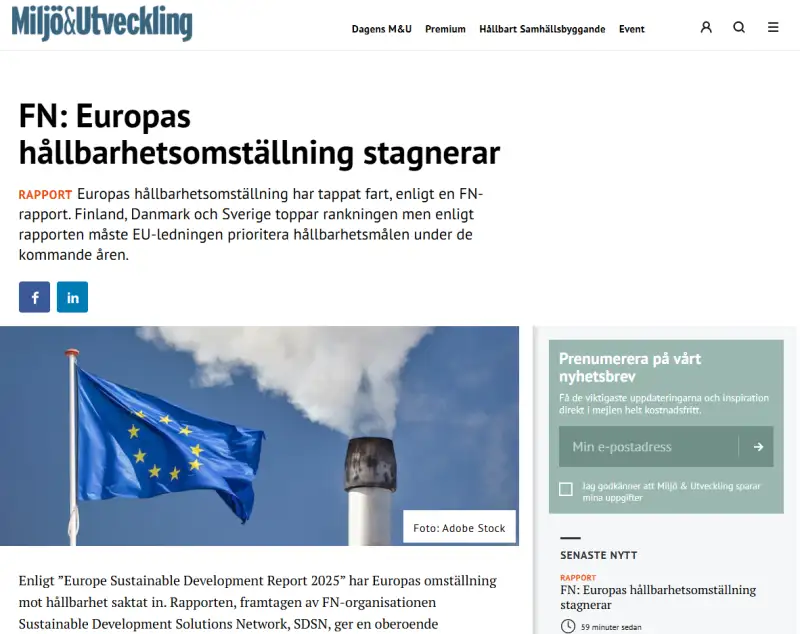 Miljö&Utveckling
Dagens M&U Premium Hållbart Samhällsbyggande Event
FN: Europas
hållbarhetsomställning stagnerar
RAPPORT Europas hållbarhetsomställning har tappat fart, enligt en FN-
rapport. Finland, Danmark och Sverige toppar rankningen men enligt
rapporten måste EU-ledningen prioritera hållbarhetsmålen under de
kommande åren.
f in
Foto: Adobe Stock
Enligt ”Europe Sustainable Development Report 2025” har Europas omställning
mot hållbarhet saktat in. Rapporten, framtagen av FN-organisationen
Sustainable Development Solutions Network, SDSN, ger en oberoende
Prenumerera på vårt
nyhetsbrev
Få de viktigaste uppdateringarna och inspiration
direkt i mejlen helt kostnadsfritt.
Min e-postadress
Jag godkänner att Miljö & Utveckling sparar
mina uppgifter
SENASTE NYTT
RAPPORT
FN: Europas hållbarhetsomställning
stagnerar
59 minuter sedan